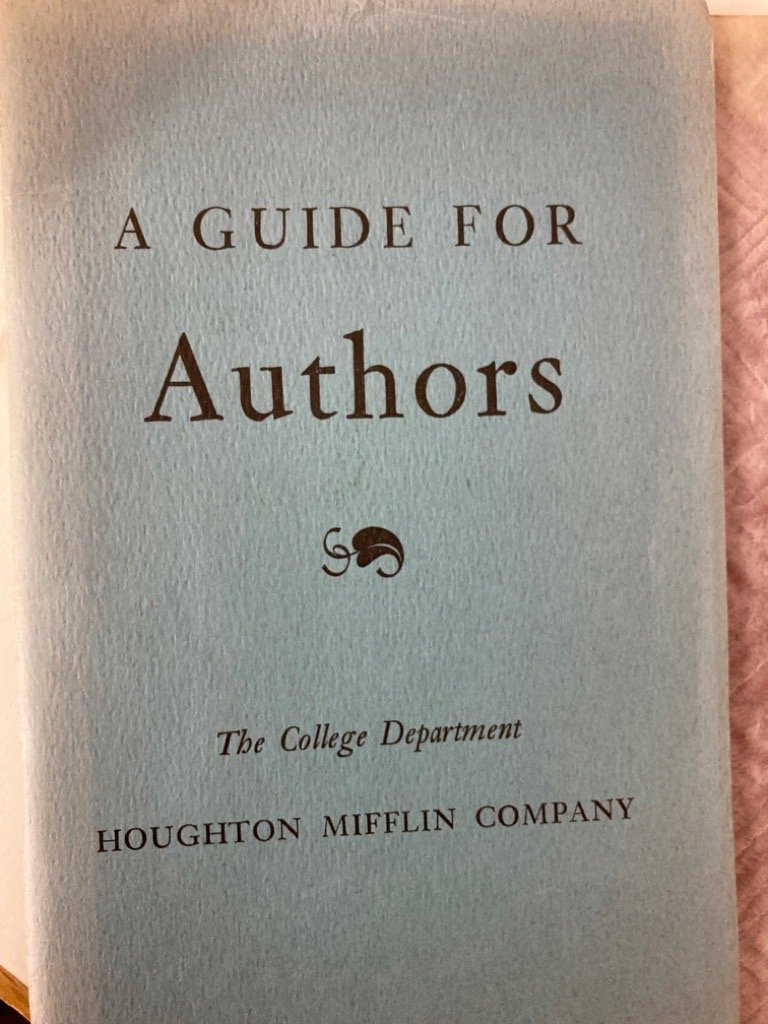 A GUIDE FOR
Authors
The College Department
HOUGHTON MIFFLIN COMPANY